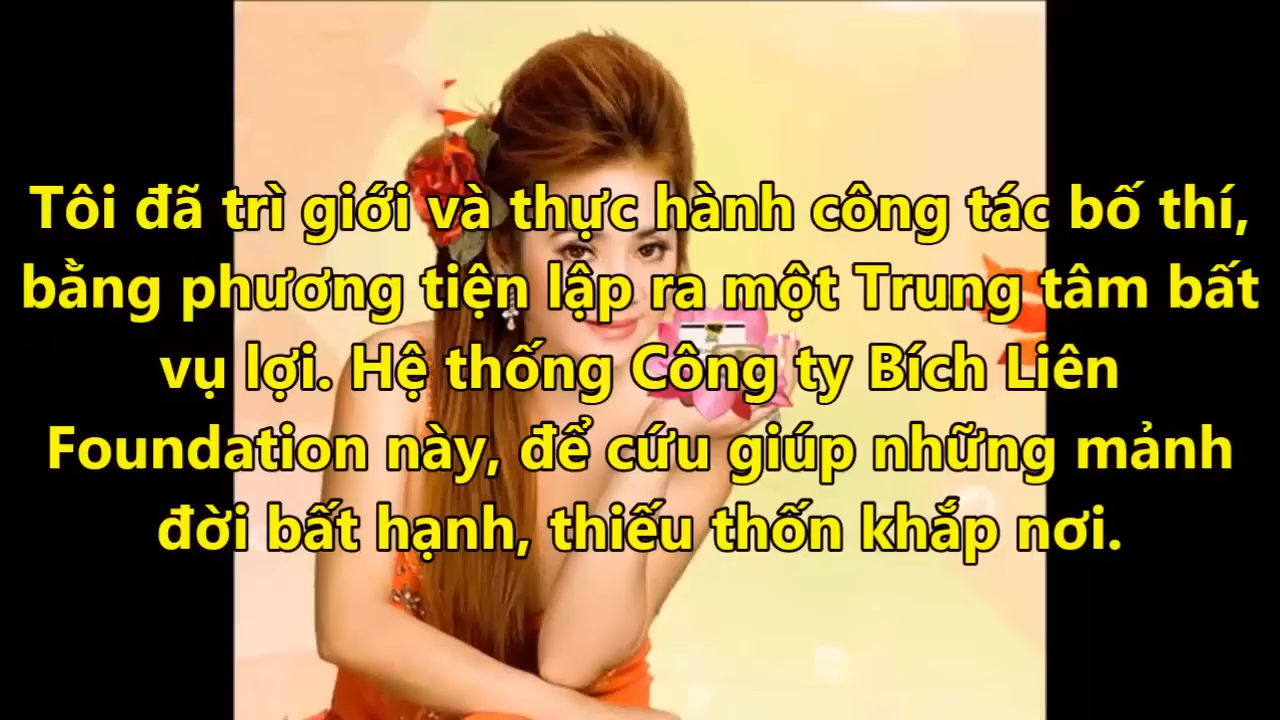 Tôi đã trì giới và thực hành công tác bố thí,
bằng phương tiện lập ra một Trung tâm bất
vụ lợi. Hệ thống Công ty Bích Liên
Foundation này, để cứu giúp những mảnh
đời bất hạnh, thiếu thốn khắp nơi.